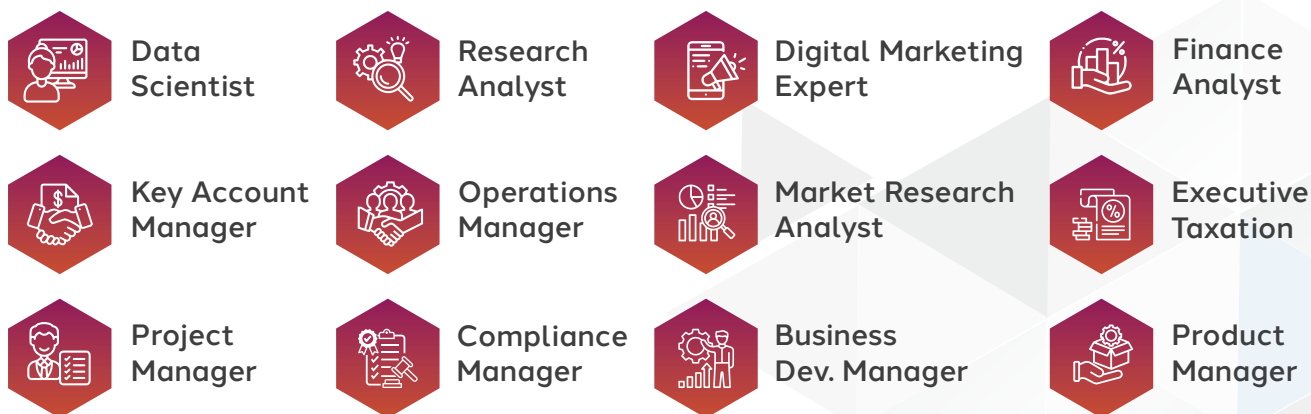 Data
Scientist
Research
Analyst
Digital Marketing
Expert
Finance
Analyst
Key Account
Manager
Operations
Manager
Market Research
Analyst
Executive
Taxation
Project
Manager
Compliance
Manager
Business
Dev. Manager
Product
Manager